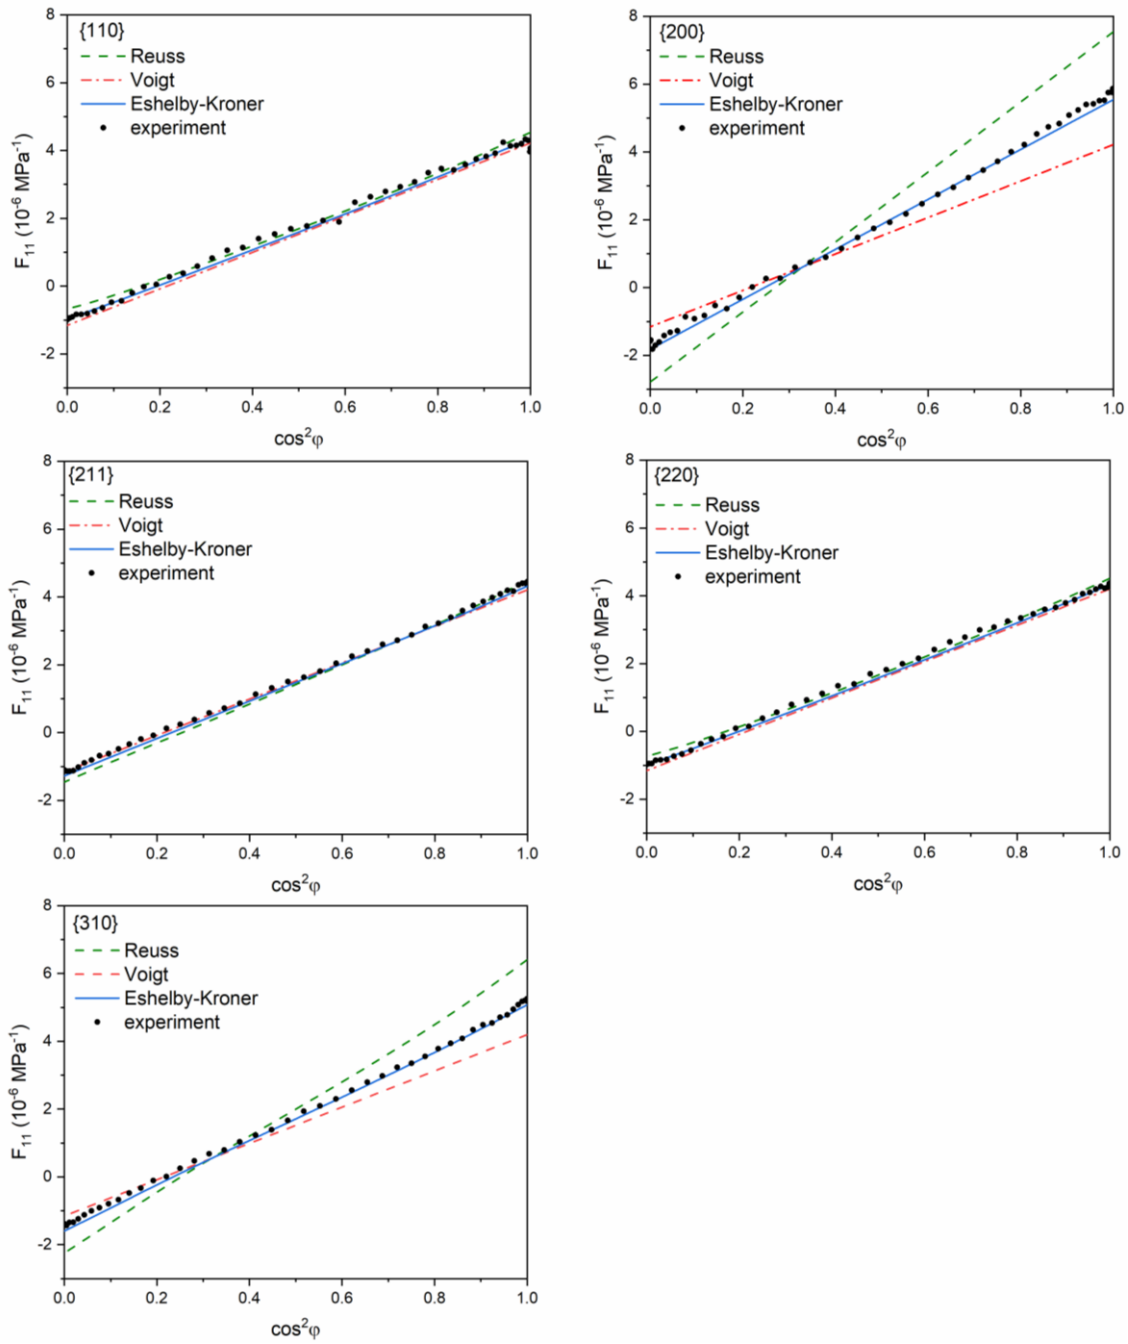 {110}
Reuss
Voigt
Eshelby-Kroner
experiment
8
6
4
2
0
-2
F₁₁ (10⁻⁶ MPa⁻¹)
0.0 0.2 0.4 0.6 0.8 1.0
cos²φ
{200}
Reuss
Voigt
Eshelby-Kroner
experiment
8
6
4
2
0
-2
F₁₁ (10⁻⁶ MPa⁻¹)
0.0 0.2 0.4 0.6 0.8 1.0
cos²φ
{211}
Reuss
Voigt
Eshelby-Kroner
experiment
8
6
4
2
0
-2
F₁₁ (10⁻⁶ MPa⁻¹)
0.0 0.2 0.4 0.6 0.8 1.0
cos²φ
{220}
Reuss
Voigt
Eshelby-Kroner
experiment
8
6
4
2
0
-2
F₁₁ (10⁻⁶ MPa⁻¹)
0.0 0.2 0.4 0.6 0.8 1.0
cos²φ
{310}
Reuss
Voigt
Eshelby-Kroner
experiment
8
6
4
2
0
-2
F₁₁ (10⁻⁶ MPa⁻¹)
0.0 0.2 0.4 0.6 0.8 1.0
cos²φ